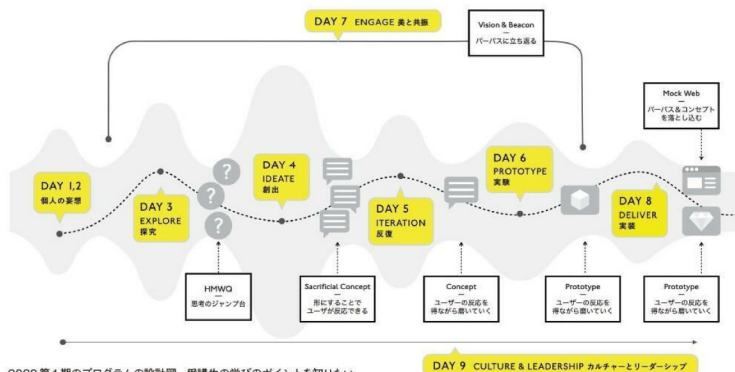 DAY 7 ENGAGE 美と共振
Vision & Beacon
パーパスに立ち返る
Mock Web
パーパス&コンセプト
を落とし込む
DAY 1,2
個人の妄想
DAY 3
EXPLORE
探究
?
?
?
DAY 4
IDEATE
創出
DAY 5
ITERATION
反復
DAY 6
PROTOTYPE
実験
DAY 8
DELIVER
実装
HMWQ
思考のジャンプ台
Sacrificial Concept
形にすることで
ユーザが反応できる
Concept
ユーザーの反応を
得ながら磨いていく
Prototype
ユーザーの反応を
得ながら磨いていく
Prototype
ユーザーの反応を
得ながら磨いていく
DAY 9 CULTURE & LEADERSHIP カルチャーとリーダーシップ